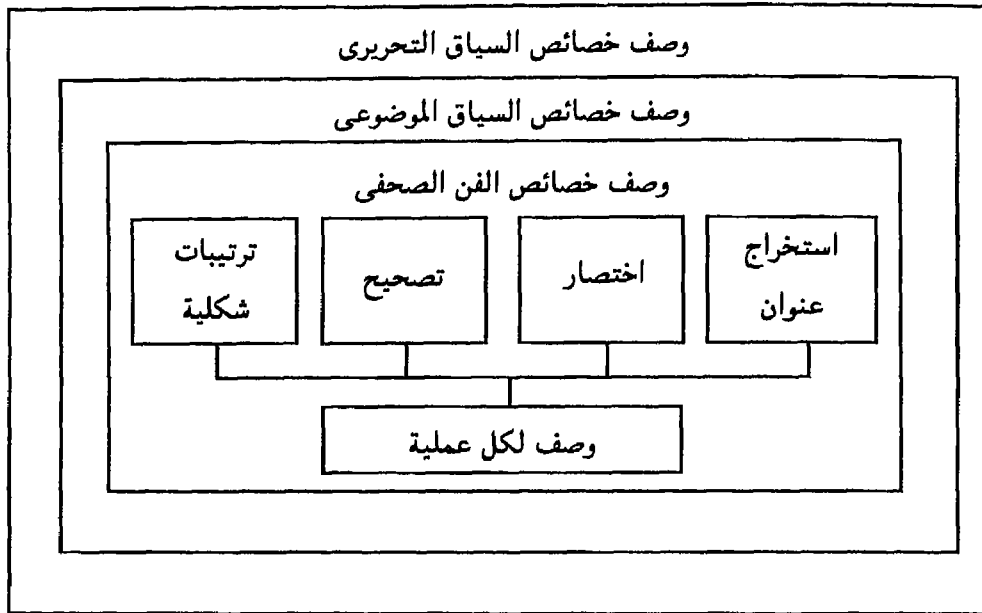 وصف خصائص السياق التحريرى
وصف خصائص السياق الموضوعى
وصف خصائص الفن الصحفى
استخراج
عنوان
اختصار
تصحيح
ترتيبات
شكلية
وصف لكل عملية